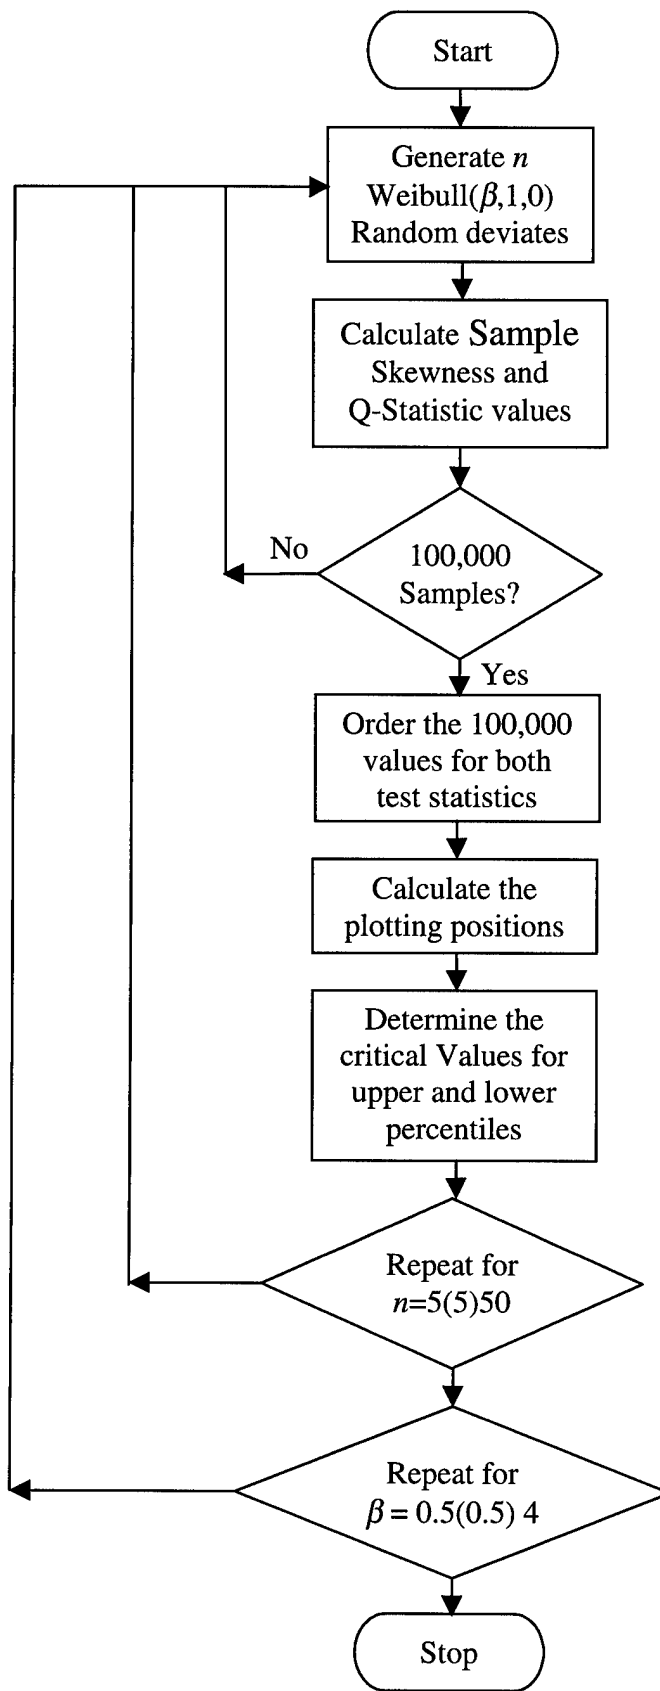 Start
Generate n
Weibull(β,1,0)
Random deviates
Calculate Sample
Skewness and
Q-Statistic values
No
100,000
Samples?
Yes
Order the 100,000
values for both
test statistics
Calculate the
plotting positions
Determine the
critical Values for
upper and lower
percentiles
Repeat for
n=5(5)50
Repeat for
β = 0.5(0.5) 4
Stop